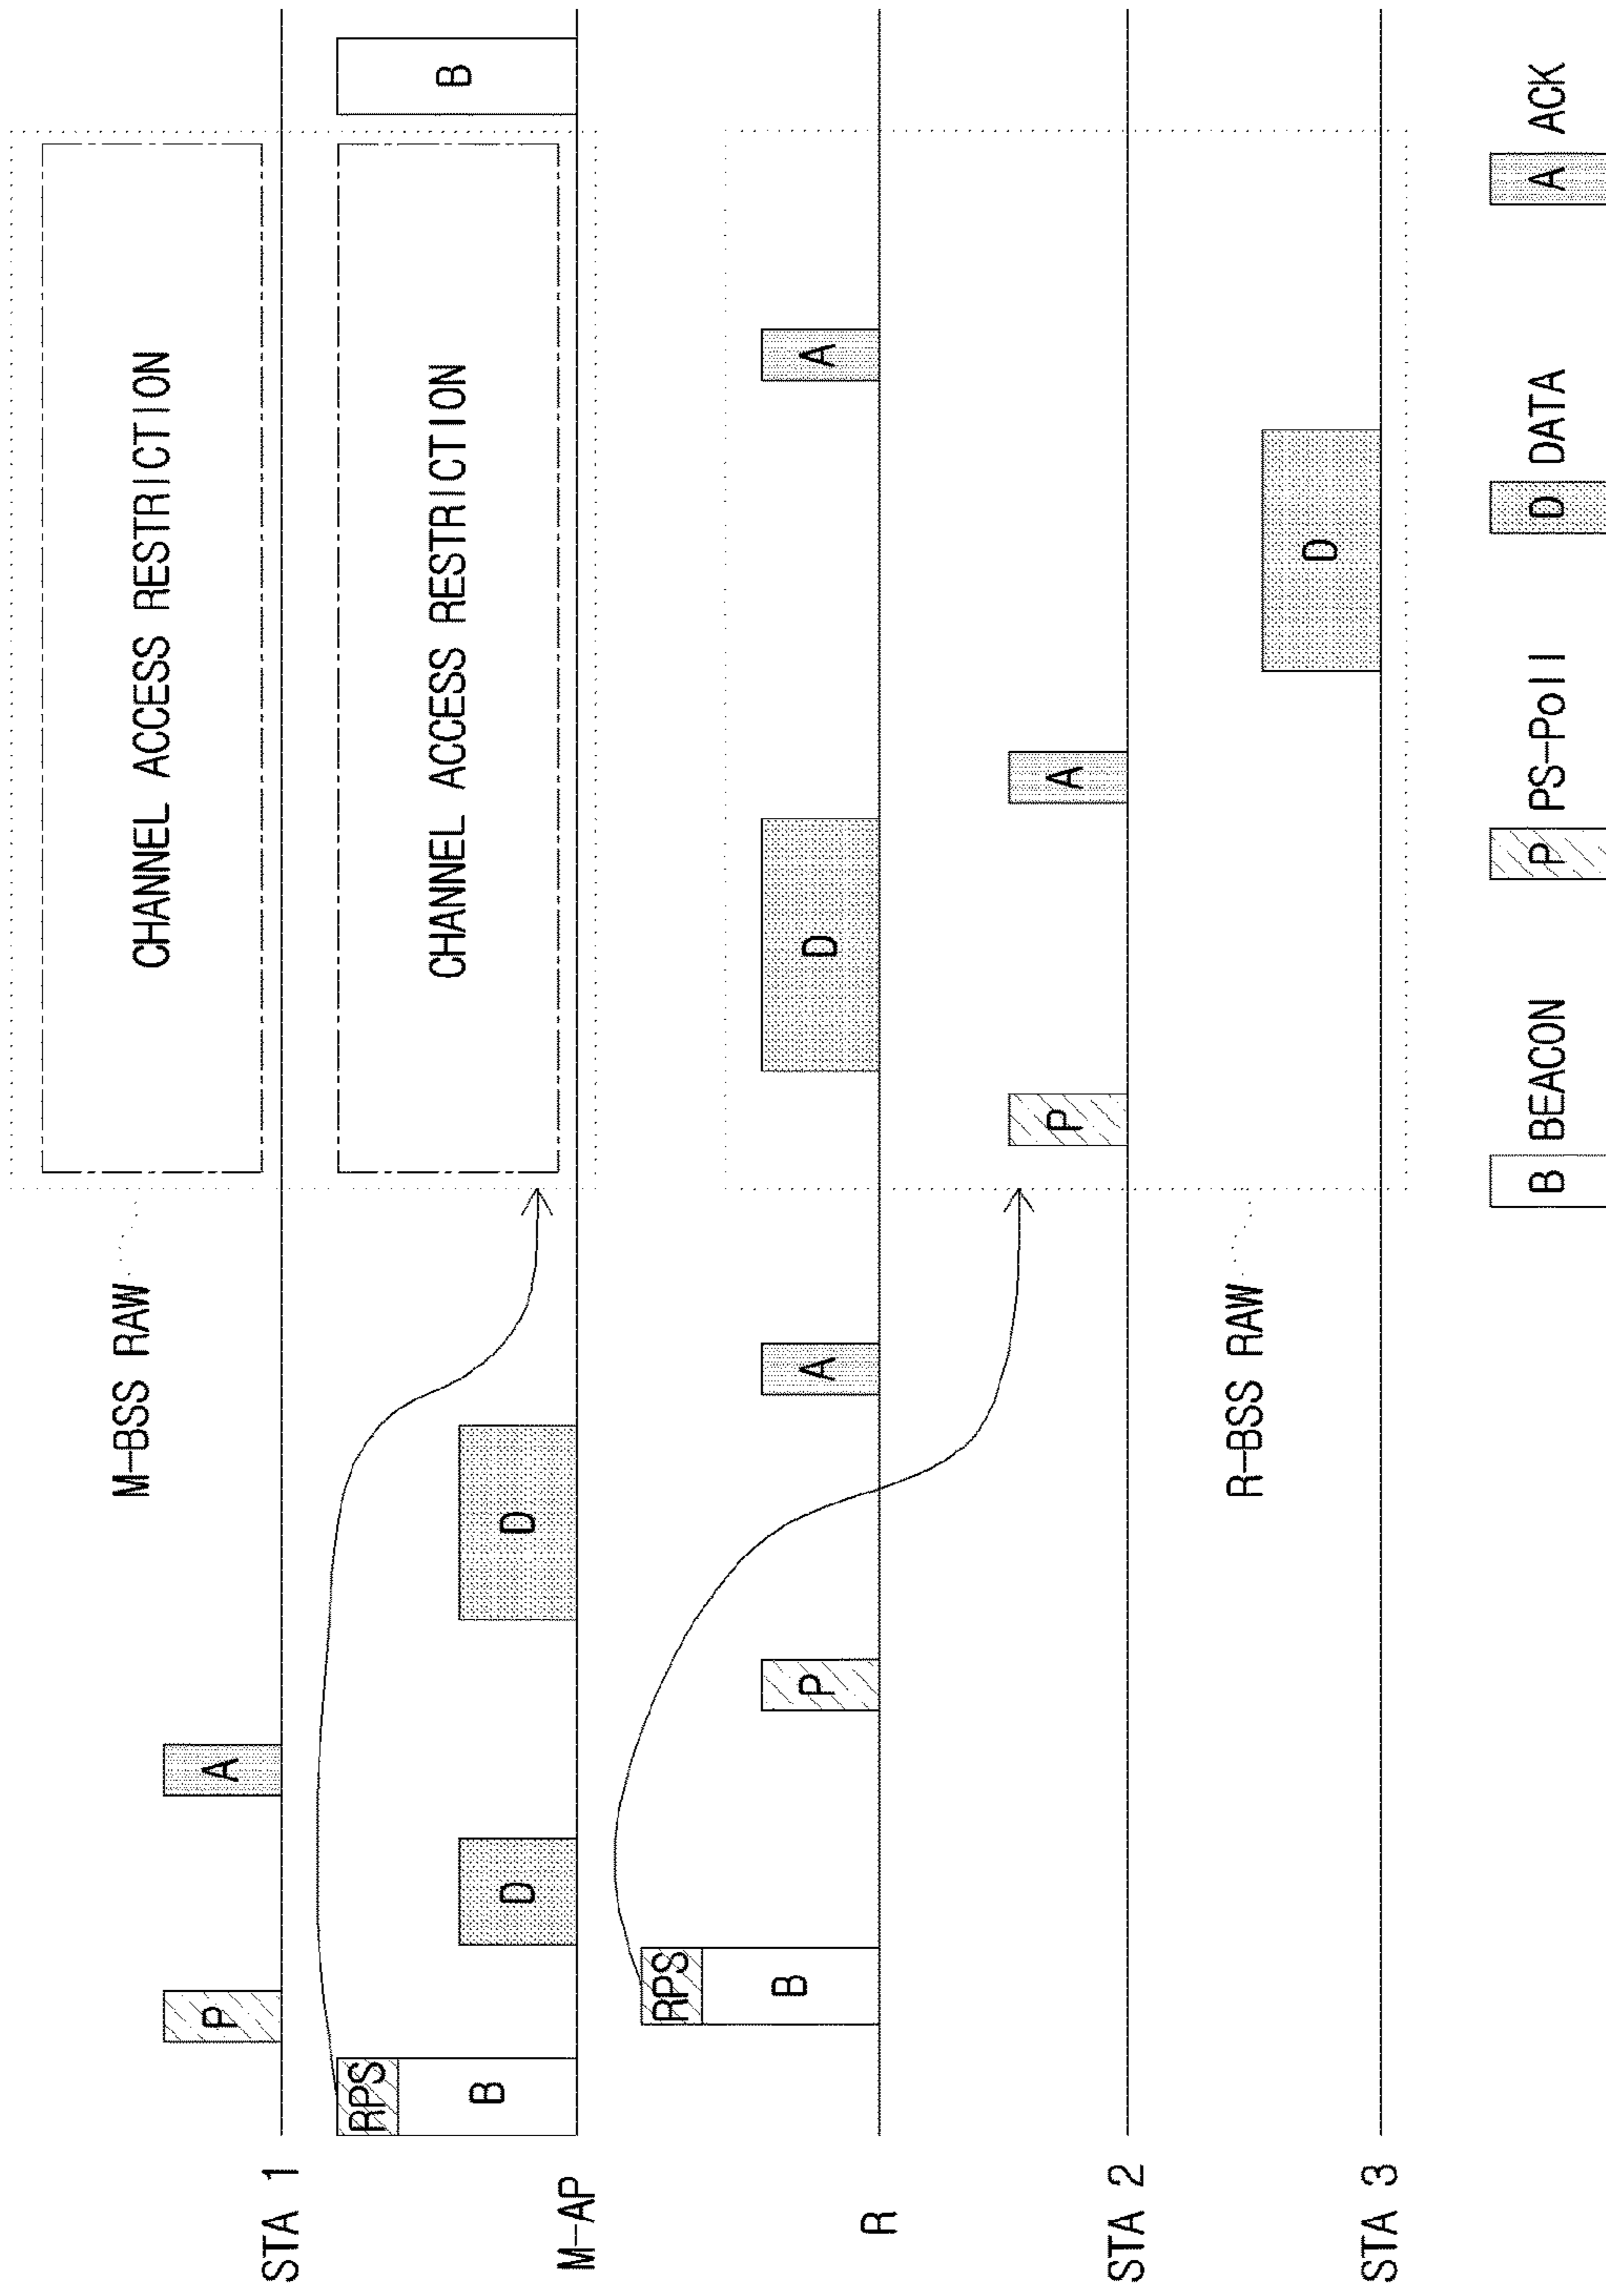 M-BSS RAW
CHANNEL ACCESS RESTRICTION
P
A
STA 1
CHANNEL ACCESS RESTRICTION
RPS
B
D
D
B
M-AP
RPS
B
P
A
D
A
R
P
A
STA 2
R-BSS RAW
D
STA 3
B BEACON
P PS-Poll
D DATA
A ACK